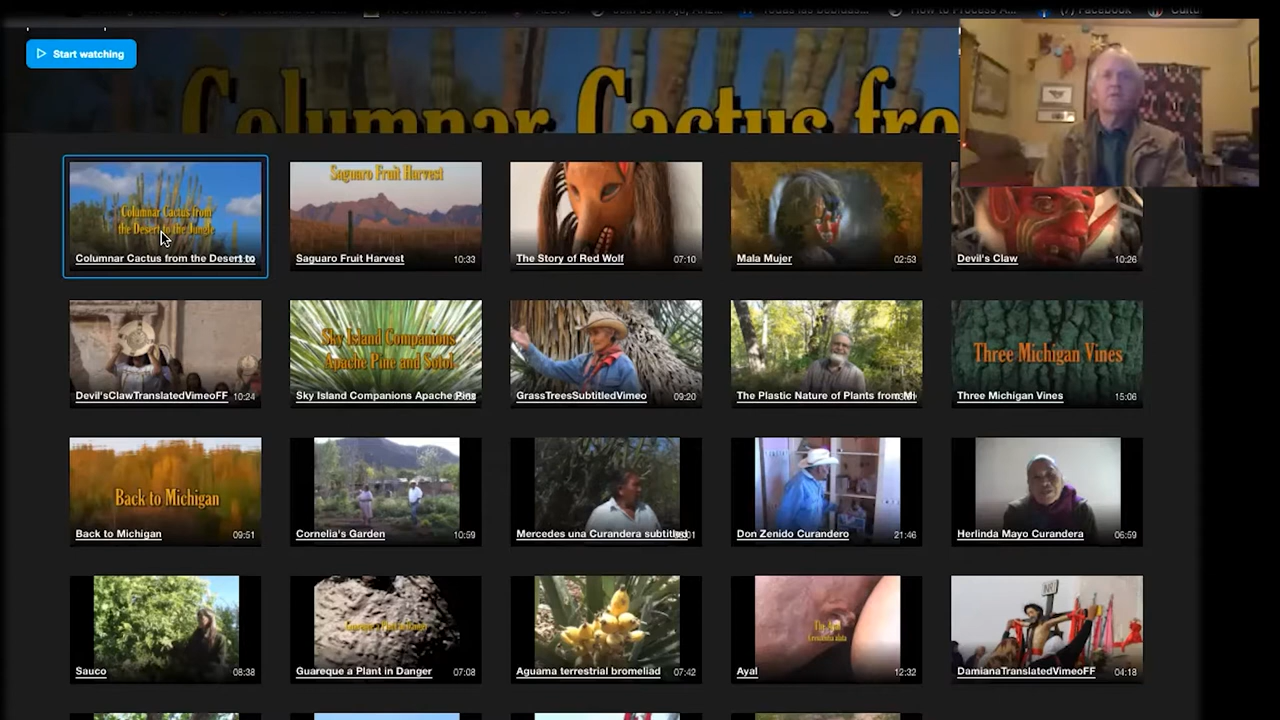 Start watching
Columnar Cactus fro
Columnar Cactus from
the Desert to the Jungle
Columnar Cactus from the Desert to
Saguaro Fruit Harvest
Saguaro Fruit Harvest
10:33
The Story of Red Wolf
07:10
Mala Mujer
02:53
Devil's Claw
10:26
Devil'sClawTranslatedVimeoFF
10:24
Sky Island Companions
Apache Pine and Sotol
Sky Island Companions Apache Pine
GrassTreesSubtitledVimeo
09:20
The Plastic Nature of Plants from Mi
Three Michigan Vines
Three Michigan Vines
15:06
Back to Michigan
Back to Michigan
09:51
Cornelia's Garden
10:59
Mercedes una Curandera subtitled
Don Zenido Curandero
21:46
Herlinda Mayo Curandera
06:59
Sauco
08:38
Guareque a Plant in Danger
07:08
Aguama terrestrial bromeliad
07:42
Ayal
12:32
INRI
DamianaTranslatedVimeoFF
04:18